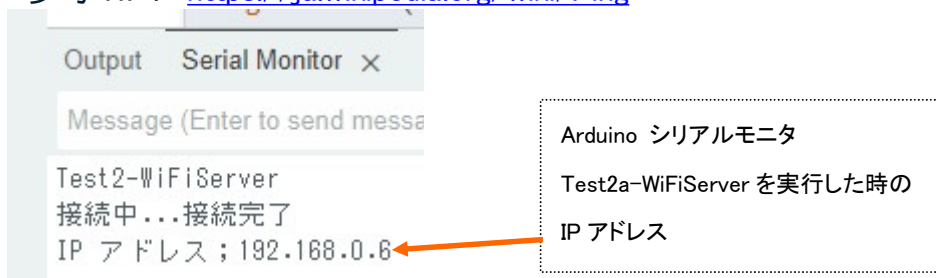 Output Serial Monitor ×
Message (Enter to send messa
Test2-WiFiServer
接続中...接続完了
IP アドレス;192.168.0.6
Arduino シリアルモニタ
Test2a-WiFiServer を実行した時の
IP アドレス